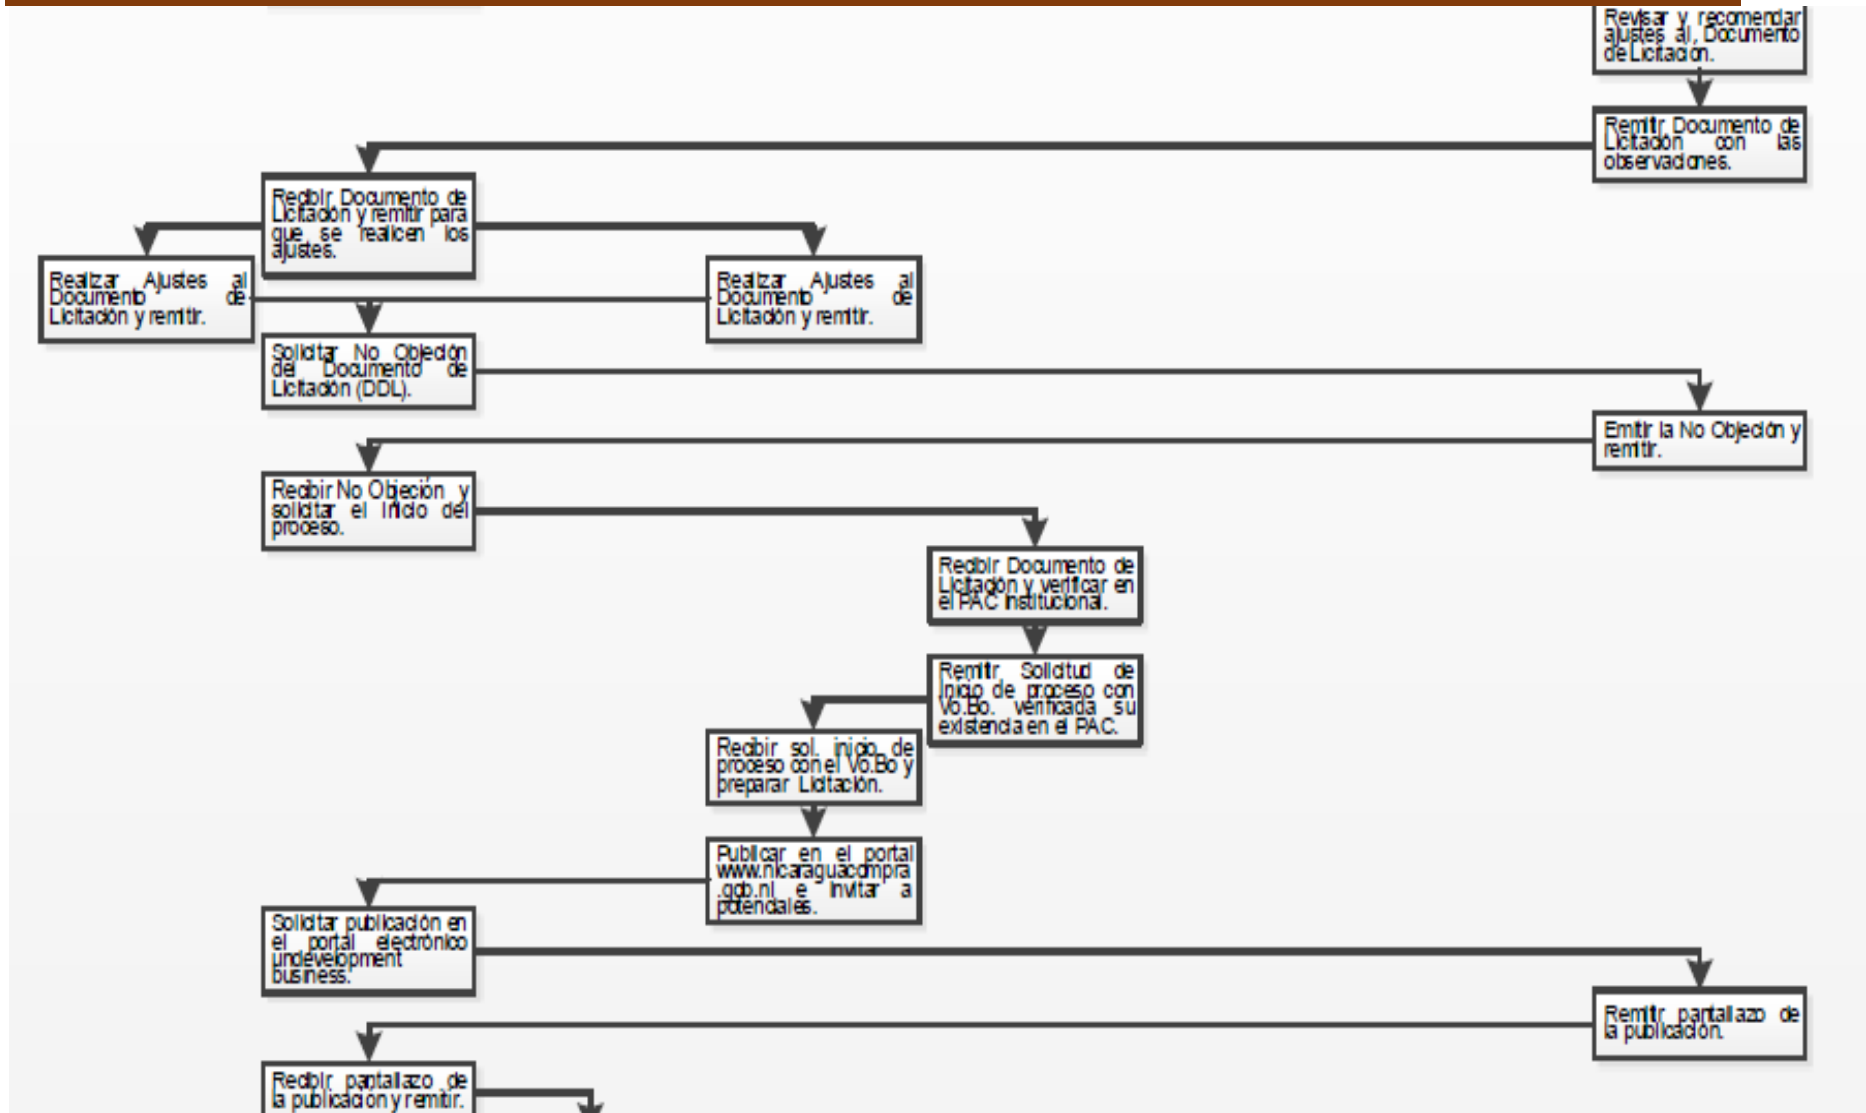 Revisar y recomendar
ajustes al, Documento
de Licitación.
Remitir Documento de
Licitación con las
observaciones.
Recibir Documento de
Licitación y remitir para
que se realicen los
ajustes.
Realizar Ajustes al
Documento de
Licitación y remitir.
Realizar Ajustes al
Documento de
Licitación y remitir.
Solicitar No Objeción
del Documento de
Licitación (DDL).
Emitir la No Objeción y
remitir.
Recibir No Objeción y
solicitar el inicio del
proceso.
Recibir Documento de
Licitación y verificar en
el PAC institucional.
Remitir Solicitud de
inicio de proceso con
Vo.Bo. verificada su
existencia en el PAC.
Recibir sol. inicio de
proceso con el Vo.Bo y
preparar Licitación.
Publicar en el portal
www.nicaraguacompra
.gob.ni e invitar a
potenciales.
Solicitar publicación en
el portal electrónico
undevelopment
business.
Remitir pantallazo de
la publicación.
Recibir pantallazo de
la publicación y remitir.